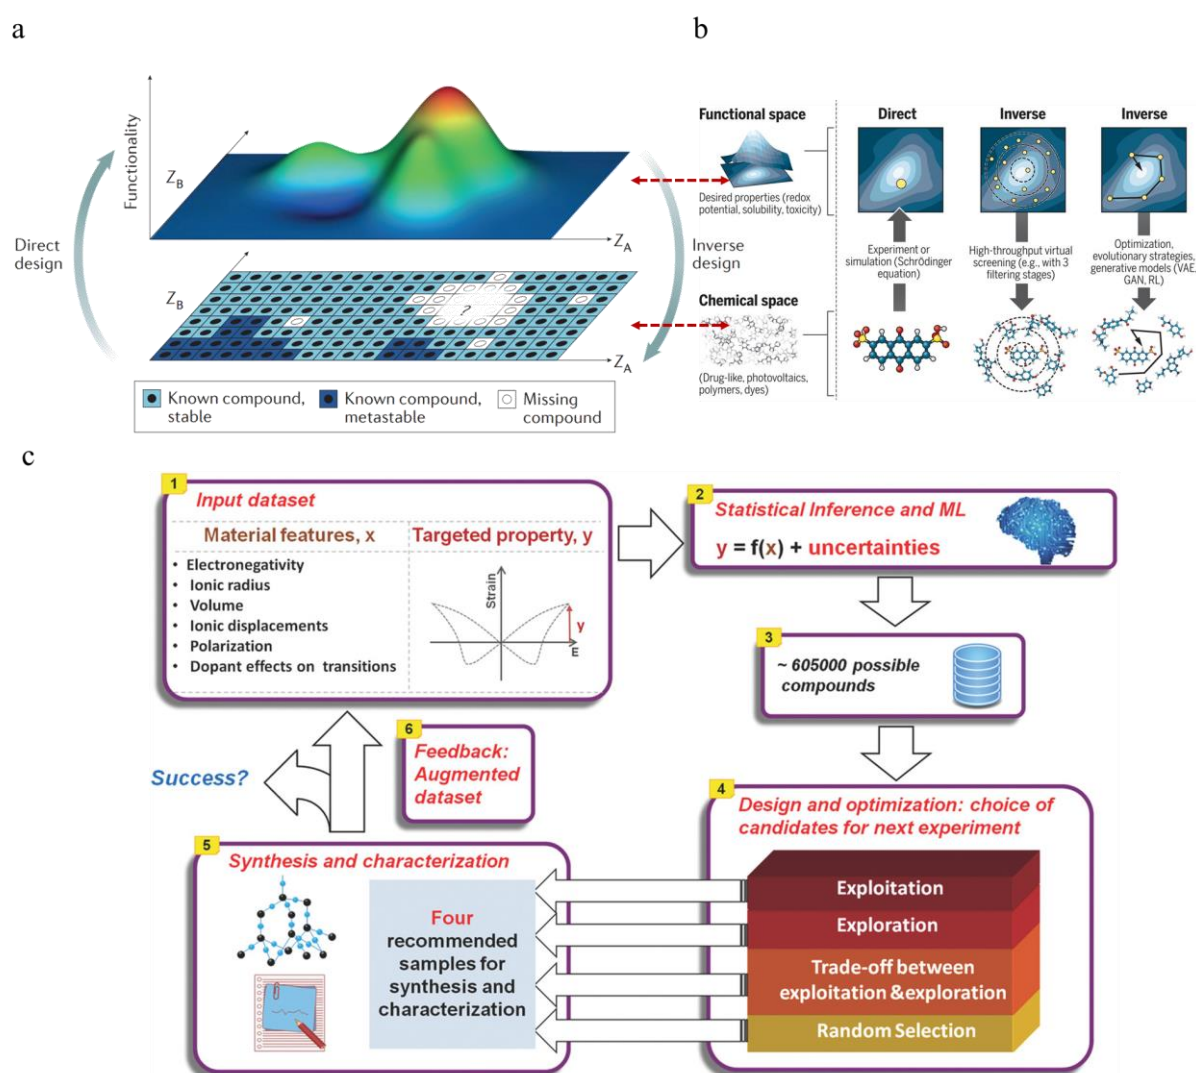 a
Functionality
Z_B
Z_A
Direct
design
Inverse
design
Z_B
?
Z_A
Known compound,
stable
Known compound,
metastable
Missing
compound
b
Functional space
Desired properties (redox
potential, solubility, toxicity)
Chemical space
(Drug-like, photovoltaics,
polymers, dyes)
Direct
Experiment or
simulation (Schrödinger
equation)
Inverse
High-throughput virtual
screening (e.g., with 3
filtering stages)
Inverse
Optimization,
evolutionary strategies,
generative models (VAE,
GAN, RL)
c
1
Input dataset
Material features, x
• Electronegativity
• Ionic radius
• Volume
• Ionic displacements
• Polarization
• Dopant effects on transitions
Targeted property, y
Strain
y
E
2
Statistical Inference and ML
y = f(x) + uncertainties
3
~ 605000 possible
compounds
4
Design and optimization: choice of
candidates for next experiment
Exploitation
Exploration
Trade-off between
exploitation &exploration
Random Selection
5
Synthesis and characterization
Four
recommended
samples for
synthesis and
characterization
6
Feedback:
Augmented
dataset
Success?